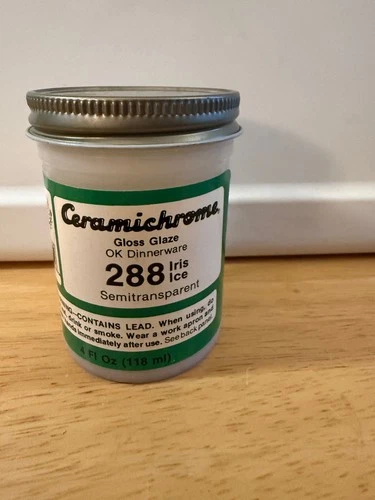 Ceramichrome
Gloss Glaze
OK Dinnerware
288 Iris
Ice
Semitransparent
CONTAINS LEAD. When using, do
drink or smoke. Wear a work apron and
immediately after use. See back panel.
4 Fl Oz (118 ml)